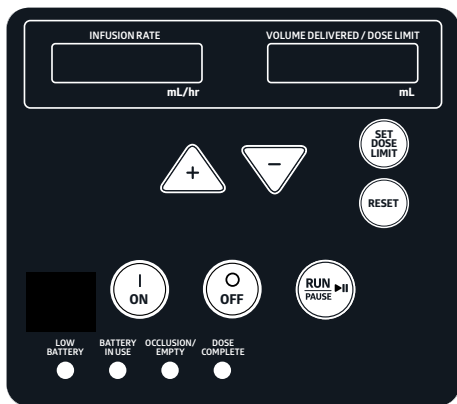 INFUSION RATE
VOLUME DELIVERED / DOSE LIMIT
mL/hr
mL
SET
DOSE
LIMIT
+
−
RESET
I
ON
O
OFF
RUN
PAUSE
LOW
BATTERY
BATTERY
IN USE
OCCLUSION/
EMPTY
DOSE
COMPLETE